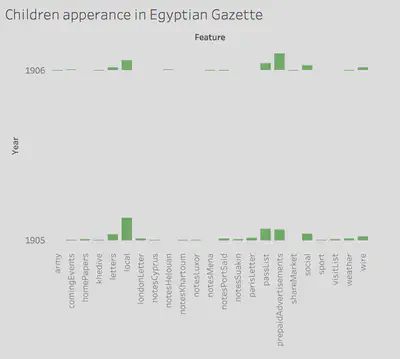 Children apperance in Egyptian Gazette
Feature
1906
Year
1905
army
comingEvents
homePapers
khedive
letters
local
londonLetter
notesCyprus
notesHelouan
notesKhartoum
notesLuxor
notesMena
notesPortSaid
notesSuakin
parisLetter
passList
prepaidAdvertisements
shareMarket
social
sport
visitList
weather
wire